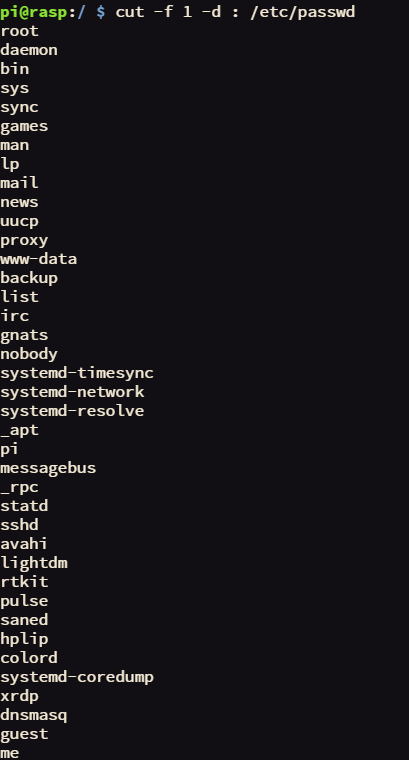 pi@rasp:/ $ cut -f 1 -d : /etc/passwd
root
daemon
bin
sys
sync
games
man
lp
mail
news
uucp
proxy
www-data
backup
list
irc
gnats
nobody
systemd-timesync
systemd-network
systemd-resolve
_apt
pi
messagebus
_rpc
statd
sshd
avahi
lightdm
rtkit
pulse
saned
hplip
colord
systemd-coredump
xrdp
dnsmasq
guest
me